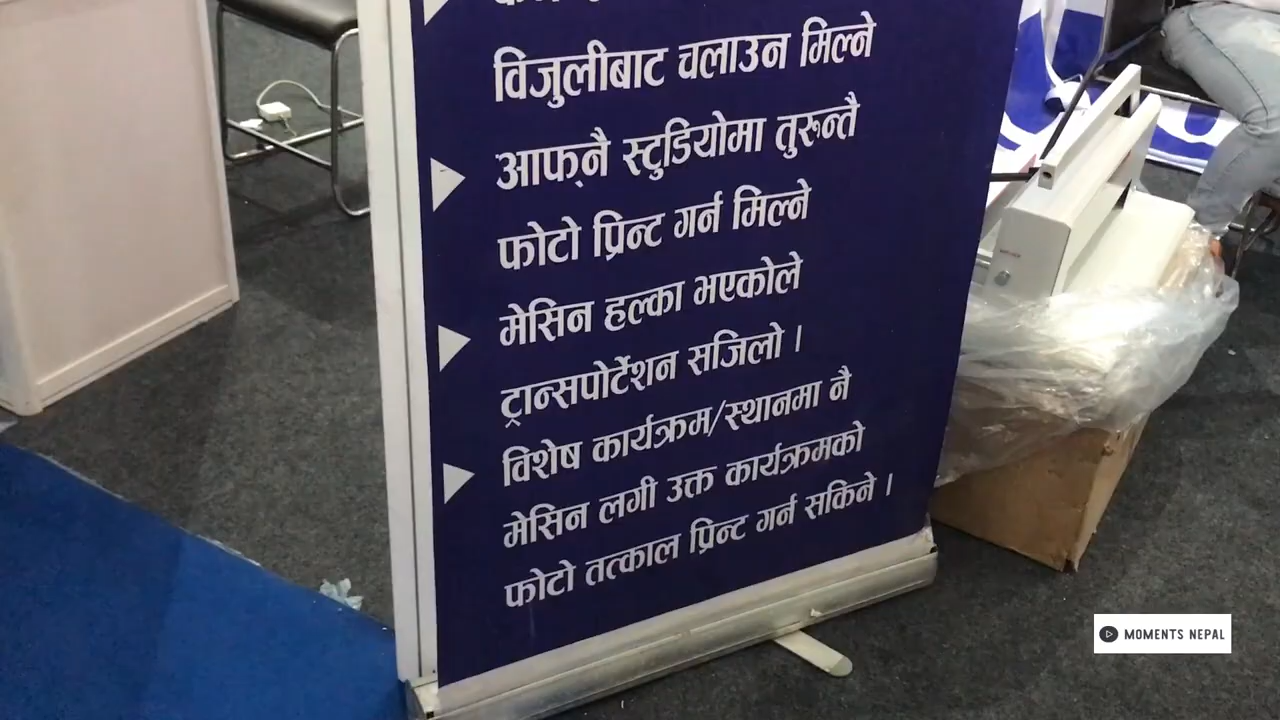 विजुलीबाट चलाउन मिल्ने
आफ्नै स्टुडियोमा तुरुन्तै
फोटो प्रिन्ट गर्न मिल्ने
मेसिन हल्का भएकोले
ट्रान्सपोर्टेशन सजिलो ।
विशेष कार्यक्रम/स्थानमा नै
मेसिन लगी उक्त कार्यक्रमको
फोटो तत्काल प्रिन्ट गर्न सकिने ।
MOMENTS NEPAL